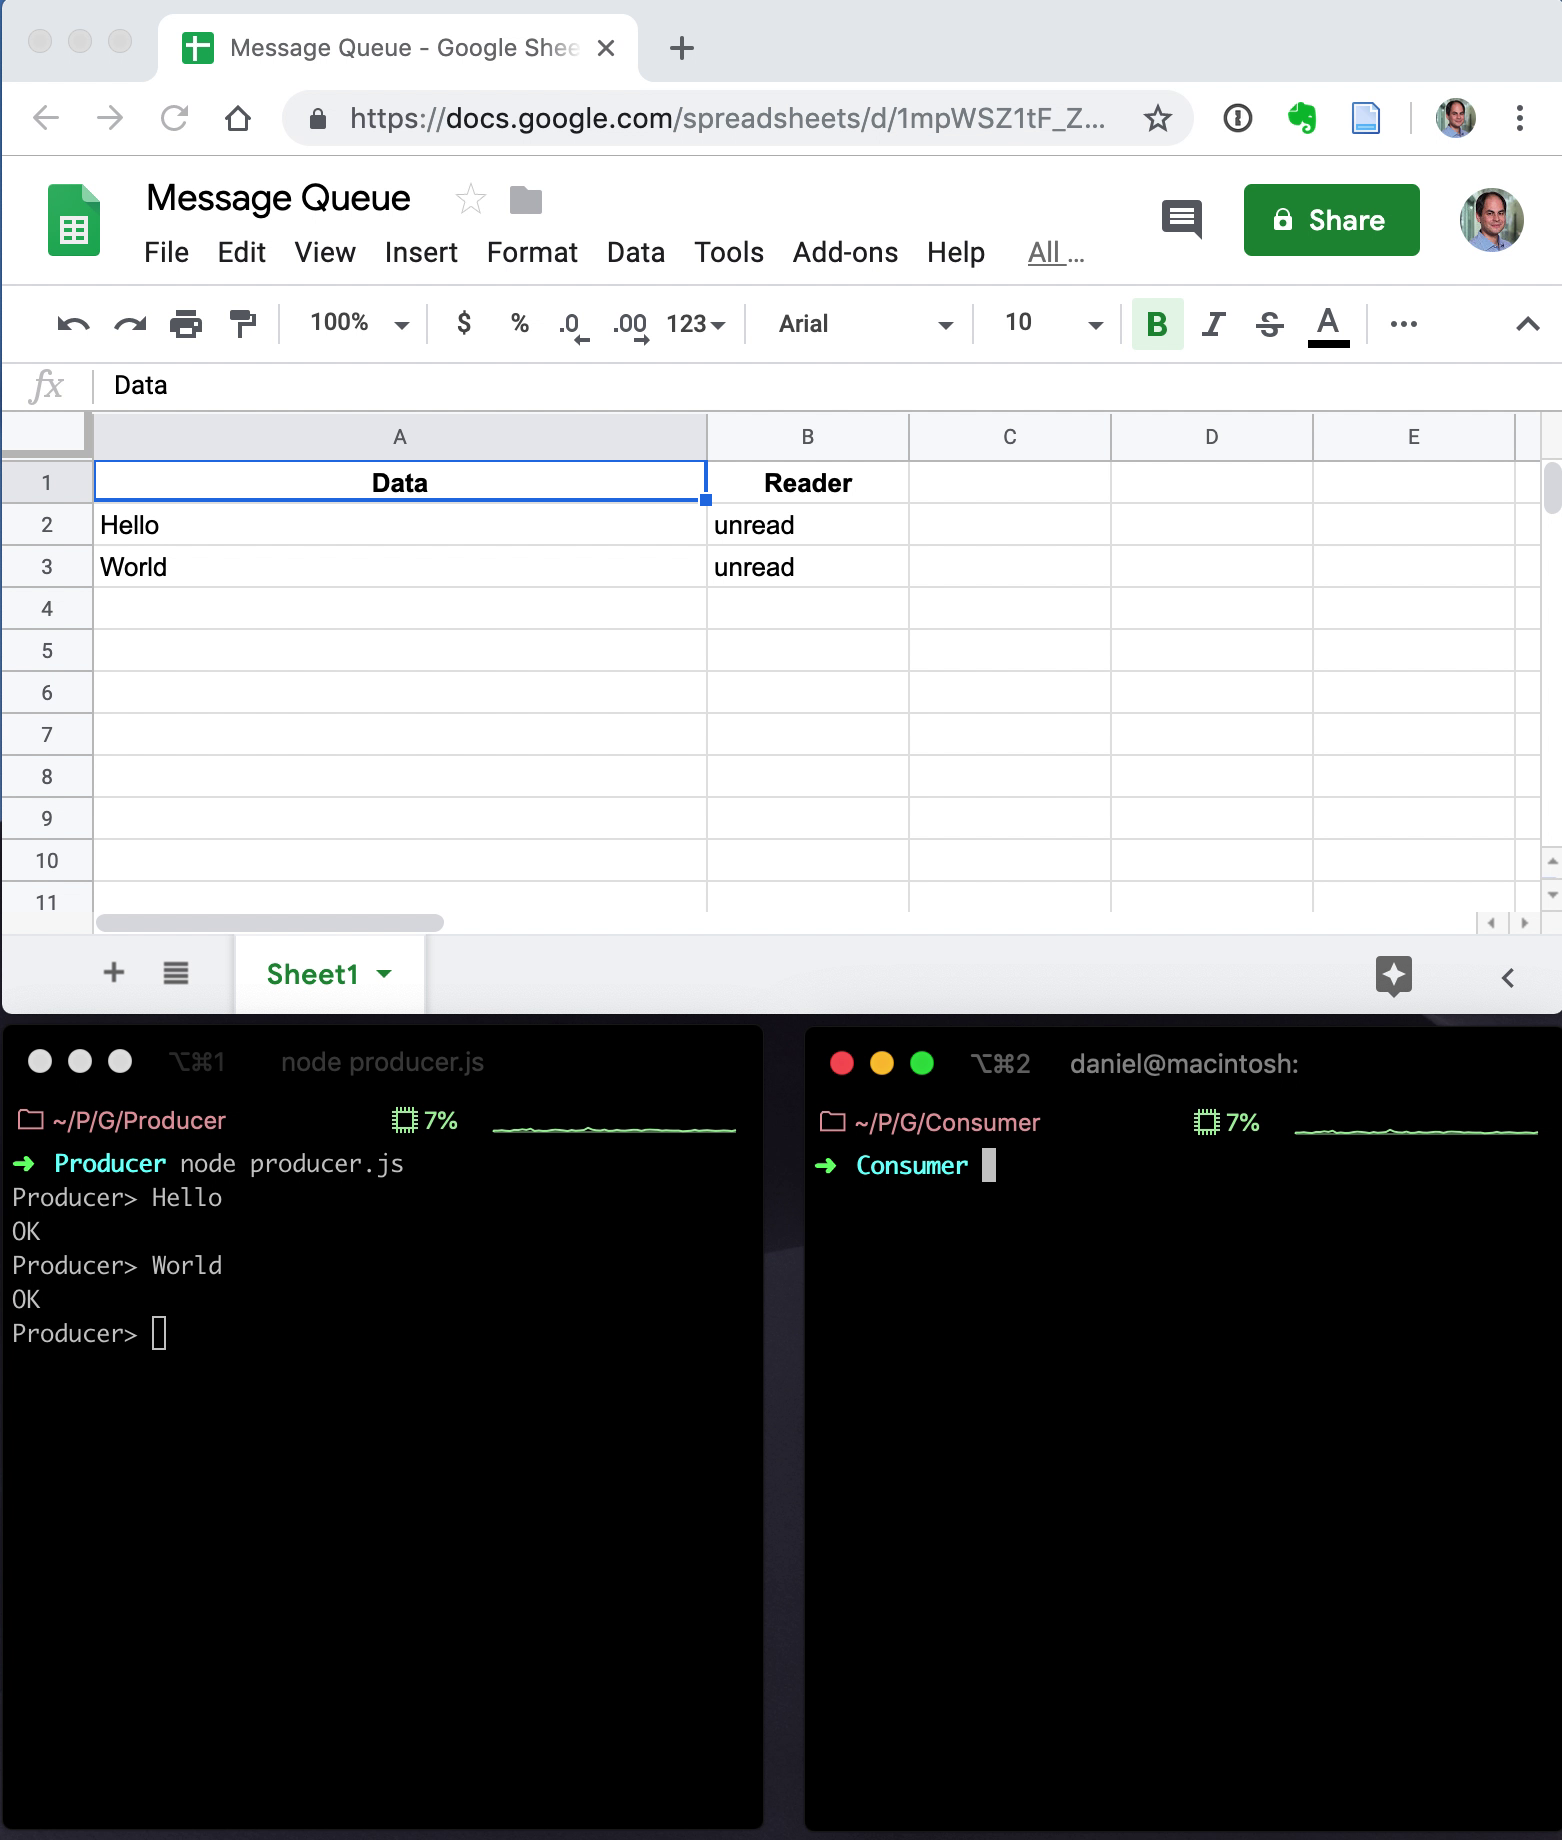 Message Queue - Google Shee
https://docs.google.com/spreadsheets/d/1mpWSZ1tF_Z...
Message Queue
Share
File Edit View Insert Format Data Tools Add-ons Help All ...
100% $ % .0 .00 123 Arial 10 B I S A
fx Data
A B C D E
1 Data Reader
2 Hello unread
3 World unread
4
5
6
7
8
9
10
11
Sheet1
⌥⌘1 node producer.js
~/P/G/Producer 7%
➜ Producer node producer.js
Producer> Hello
OK
Producer> World
OK
Producer>
⌥⌘2 daniel@macintosh:
~/P/G/Consumer 7%
➜ Consumer